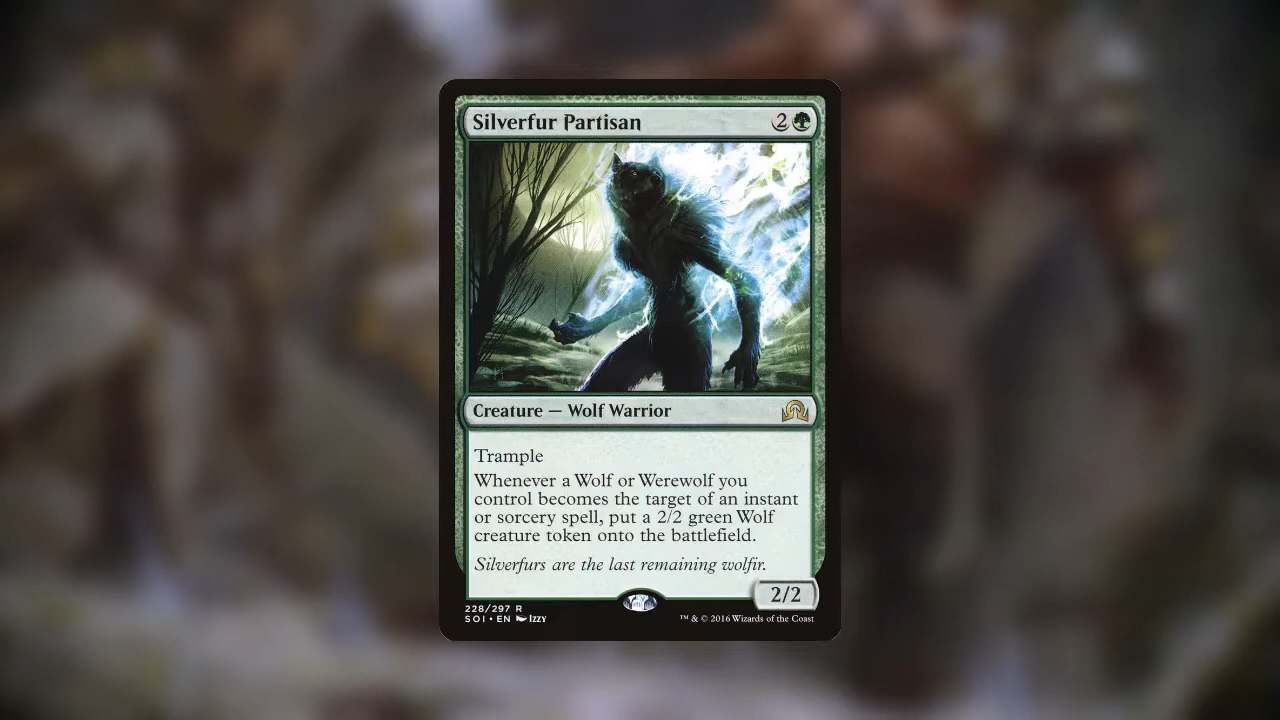 Silverfur Partisan 2
Creature — Wolf Warrior
Trample
Whenever a Wolf or Werewolf you
control becomes the target of an instant
or sorcery spell, put a 2/2 green Wolf
creature token onto the battlefield.
Silverfurs are the last remaining wolfir.
2/2
228/297 R
SOI • EN Izzy
™ & © 2016 Wizards of the Coast